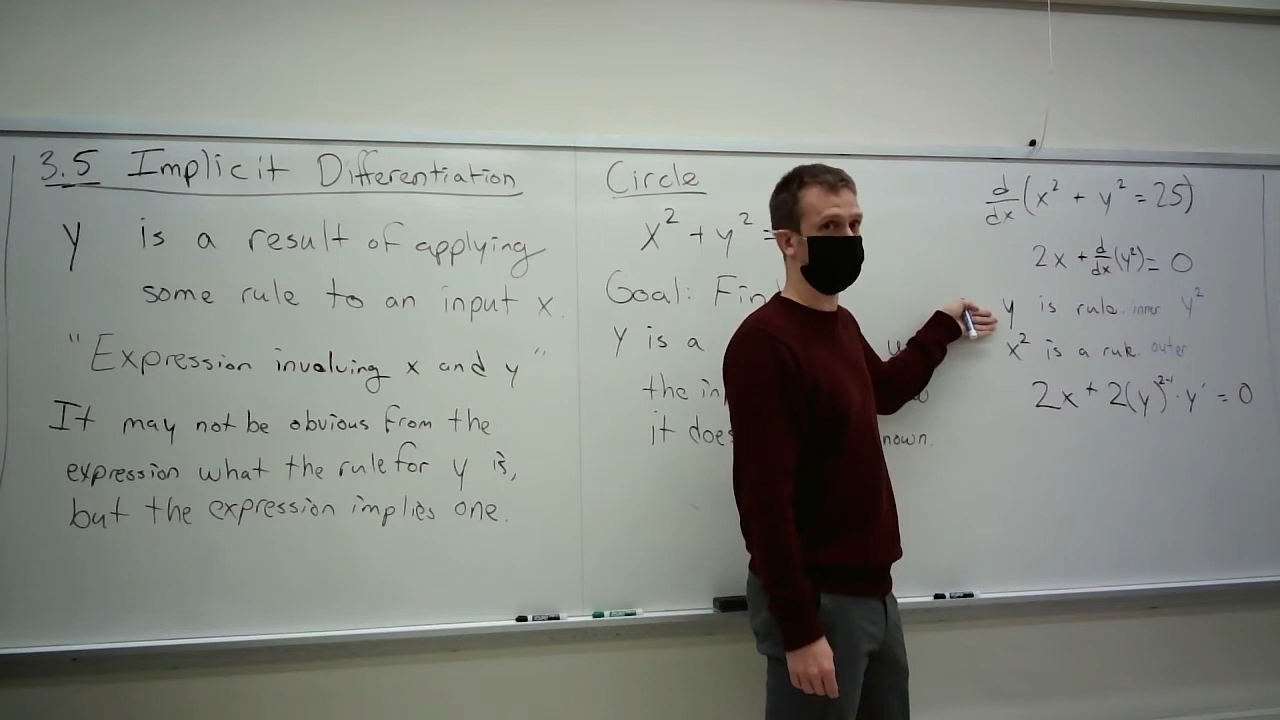 3.5 Implicit Differentiation
y is a result of applying
some rule to an input x.
"Expression involving x and y"
It may not be obvious from the
expression what the rule for y is,
but the expression implies one.
Circle
x² + y² =
Goal: Find
y is a
the in
it does nown.
d/dx (x² + y² = 25)
2x + d/dx (y²) = 0
y is rule. inner y²
x² is a rule. outer
2x + 2(y)²⁻¹ · y' = 0